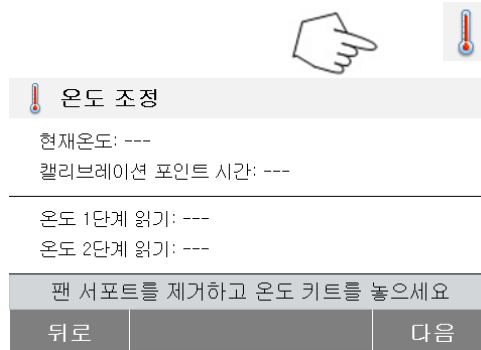 온도 조정
현재온도: ---
캘리브레이션 포인트 시간: ---
온도 1단계 읽기: ---
온도 2단계 읽기: ---
팬 서포트를 제거하고 온도 키트를 놓으세요
뒤로 다음